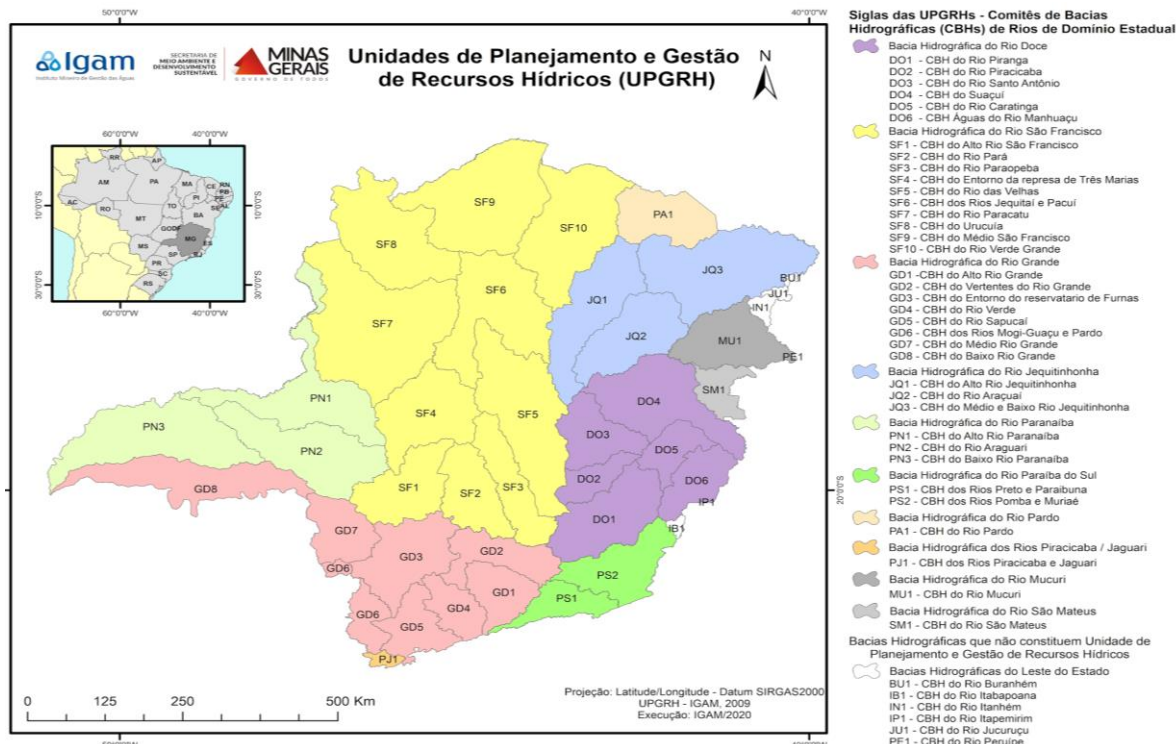 50°0'0"W
40°0'0"W
Igam
Instituto Mineiro de Gestão das Águas
SECRETARIA DE
MEIO AMBIENTE E
DESENVOLVIMENTO
SUSTENTÁVEL
MINAS
GERAIS
GOVERNO DE TODOS
Unidades de Planejamento e Gestão
de Recursos Hídricos (UPGRH)
N
60°0'0"W
40°0'0"W
10°0'0"S
30°0'0"S
10°0'0"S
30°0'0"S
60°0'0"W
40°0'0"W
RR
AP
AM
PA
MA
CE
RN
PB
PE
AL
SE
PI
AC
RO
TO
BA
MT
GO
DF
MG
ES
MS
SP
RJ
PR
SC
RS
SF9
SF10
PA1
SF8
SF6
JQ3
BU1
JQ1
JU1
IN1
SF7
JQ2
MU1
PE1
SM1
PN1
SF4
SF5
DO4
PN3
PN2
DO3
DO5
DO2
DO6
GD8
SF1
SF2
SF3
IP1
DO1
IB1
GD7
GD3
GD2
GD6
PS2
GD1
PS1
GD6
GD4
GD5
PJ1
20°0'0"S
0 125 250 500 Km
Projeção: Latitude/Longitude - Datum SIRGAS2000
UPGRH - IGAM, 2009
Execução: IGAM/2020
50°0'0"W
40°0'0"W
Siglas das UPGRHs - Comitês de Bacias
Hidrográficas (CBHs) de Rios de Domínio Estadual
Bacia Hidrográfica do Rio Doce
DO1 - CBH do Rio Piranga
DO2 - CBH do Rio Piracicaba
DO3 - CBH do Rio Santo Antônio
DO4 - CBH do Suaçuí
DO5 - CBH do Rio Caratinga
DO6 - CBH Águas do Rio Manhuaçu
Bacia Hidrográfica do Rio São Francisco
SF1 - CBH do Alto Rio São Francisco
SF2 - CBH do Rio Pará
SF3 - CBH do Rio Paraopeba
SF4 - CBH do Entorno da represa de Três Marias
SF5 - CBH do Rio das Velhas
SF6 - CBH dos Rios Jequitaí e Pacuí
SF7 - CBH do Rio Paracatu
SF8 - CBH do Urucuía
SF9 - CBH do Médio São Francisco
SF10 - CBH do Rio Verde Grande
Bacia Hidrográfica do Rio Grande
GD1 -CBH do Alto Rio Grande
GD2 - CBH do Vertentes do Rio Grande
GD3 - CBH do Entorno do reservatario de Furnas
GD4 - CBH do Rio Verde
GD5 - CBH do Rio Sapucaí
GD6 - CBH dos Rios Mogi-Guaçu e Pardo
GD7 - CBH do Médio Rio Grande
GD8 - CBH do Baixo Rio Grande
Bacia Hidrográfica do Rio Jequitinhonha
JQ1 - CBH do Alto Rio Jequitinhonha
JQ2 - CBH do Rio Araçuaí
JQ3 - CBH do Médio e Baixo Rio Jequitinhonha
Bacia Hidrográfica do Rio Paranaíba
PN1 - CBH do Alto Rio Paranaíba
PN2 - CBH do Rio Araguari
PN3 - CBH do Baixo Rio Paranaíba
Bacia Hidrográfica do Rio Paraíba do Sul
PS1 - CBH dos Rios Preto e Paraibuna
PS2 - CBH dos Rios Pomba e Muriaé
Bacia Hidrográfica do Rio Pardo
PA1 - CBH do Rio Pardo
Bacia Hidrográfica dos Rios Piracicaba / Jaguari
PJ1 - CBH dos Rios Piracicaba e Jaguari
Bacia Hidrográfica do Rio Mucuri
MU1 - CBH do Rio Mucuri
Bacia Hidrográfica do Rio São Mateus
SM1 - CBH do Rio São Mateus
Bacias Hidrográficas que não constituem Unidade de
Planejamento e Gestão de Recursos Hídricos
Bacias Hidrográficas do Leste do Estado
BU1 - CBH do Rio Buranhém
IB1 - CBH do Rio Itabapoana
IN1 - CBH do Rio Itanhém
IP1 - CBH do Rio Itapemirim
JU1 - CBH do Rio Jucuruçu
PE1 - CBH do Rio Peruípe